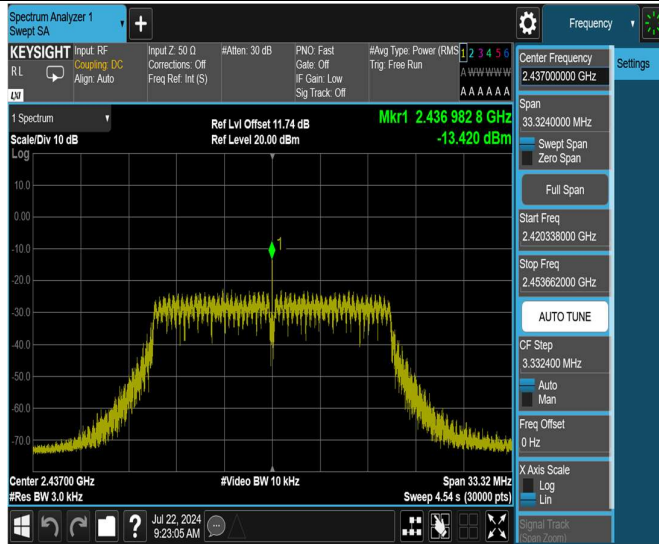 Spectrum Analyzer 1
Swept SA
Frequency
KEYSIGHT
RL
LXI
Input: RF
Coupling: DC
Align: Auto
Input Z: 50 Ω
Corrections: Off
Freq Ref: Int (S)
#Atten: 30 dB
PNO: Fast
Gate: Off
IF Gain: Low
Sig Track: Off
#Avg Type: Power (RMS
Trig: Free Run
1 2 3 4 5 6
A W W W W W
A A A A A A
1 Spectrum
Scale/Div 10 dB
Log
Ref Lvl Offset 11.74 dB
Ref Level 20.00 dBm
Mkr1 2.436 982 8 GHz
-13.420 dBm
10.0
0.00
-10.0
-20.0
-30.0
-40.0
-50.0
-60.0
-70.0
1
Center 2.43700 GHz
#Res BW 3.0 kHz
#Video BW 10 kHz
Span 33.32 MHz
Sweep 4.54 s (30000 pts)
Jul 22, 2024
9:23:05 AM
Center Frequency
2.437000000 GHz
Settings
Span
33.3240000 MHz
Swept Span
Zero Span
Full Span
Start Freq
2.420338000 GHz
Stop Freq
2.453662000 GHz
AUTO TUNE
CF Step
3.332400 MHz
Auto
Man
Freq Offset
0 Hz
X Axis Scale
Log
Lin
Signal Track
(Span Zoom)